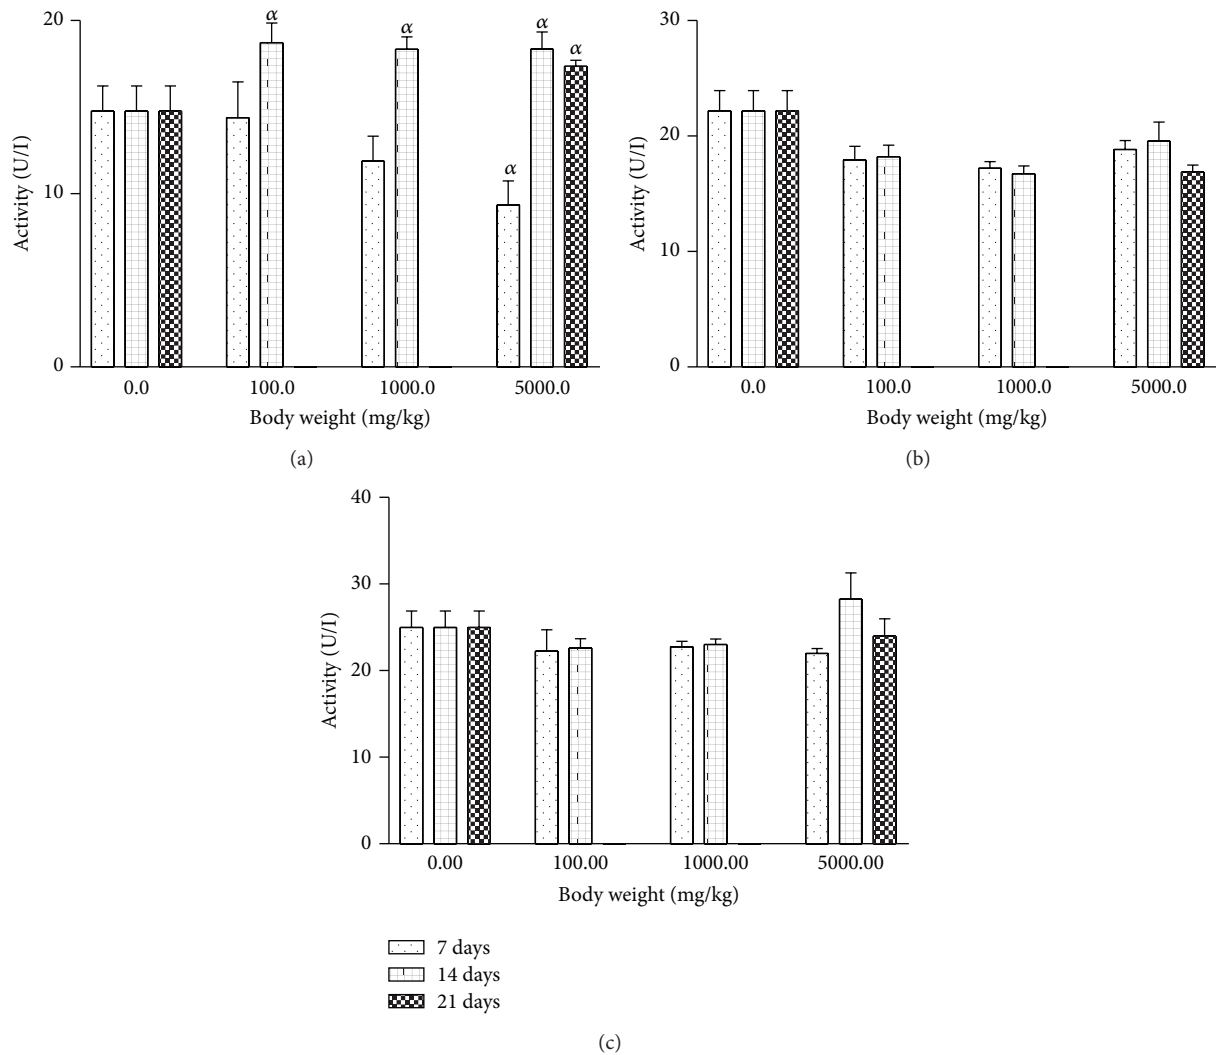 20
10
0
Activity (U/I)
α
α
α
α
α
0.0 100.0 1000.0 5000.0
Body weight (mg/kg)
(a)
30
20
10
0
Activity (U/I)
0.0 100.0 1000.0 5000.0
Body weight (mg/kg)
(b)
40
30
20
10
0
Activity (U/I)
0.00 100.00 1000.00 5000.00
Body weight (mg/kg)
7 days
14 days
21 days
(c)